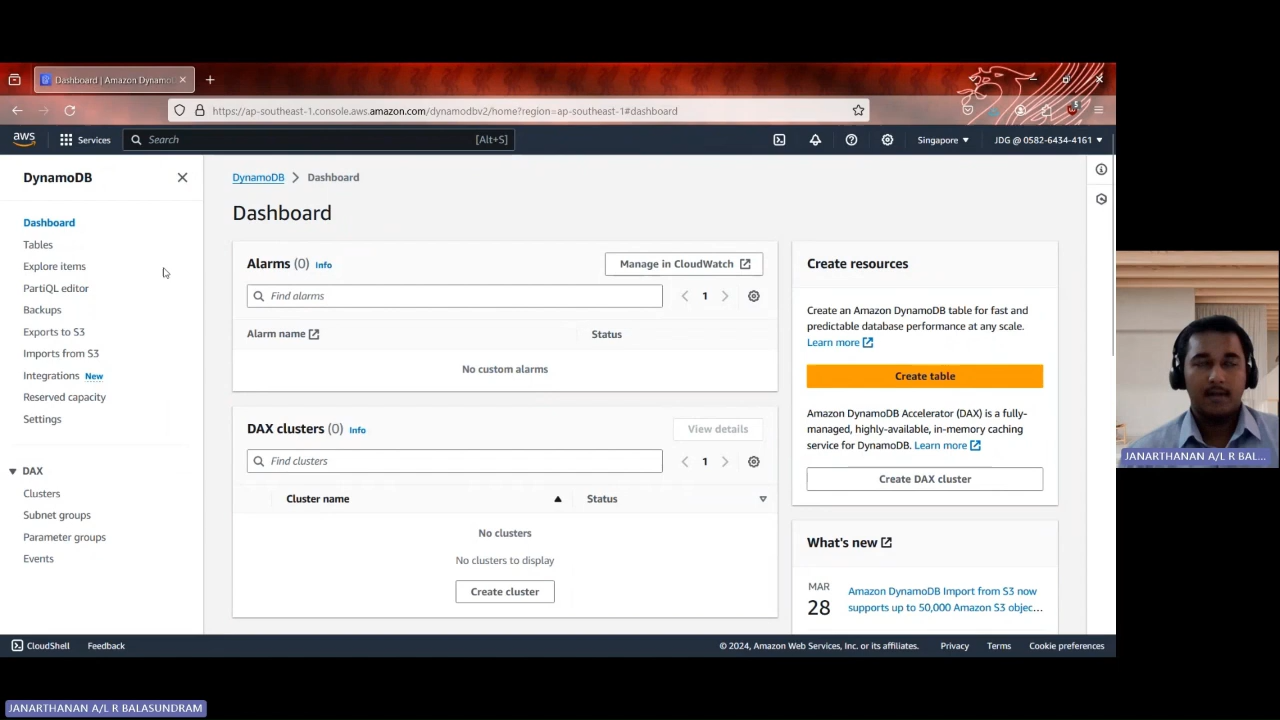 Dashboard | Amazon Dynamo
https://ap-southeast-1.console.aws.amazon.com/dynamodbv2/home?region=ap-southeast-1#dashboard
aws
Services
Search
[Alt+S]
Singapore
JDG @ 0582-6434-4161
DynamoDB
Dashboard
Tables
Explore items
PartiQL editor
Backups
Exports to S3
Imports from S3
Integrations New
Reserved capacity
Settings
DAX
Clusters
Subnet groups
Parameter groups
Events
DynamoDB > Dashboard
Dashboard
Alarms (0) Info
Manage in CloudWatch
Find alarms
1
Alarm name
Status
No custom alarms
DAX clusters (0) Info
View details
Find clusters
1
Cluster name
Status
No clusters
No clusters to display
Create cluster
Create resources
Create an Amazon DynamoDB table for fast and
predictable database performance at any scale.
Learn more
Create table
Amazon DynamoDB Accelerator (DAX) is a fully-
managed, highly-available, in-memory caching
service for DynamoDB. Learn more
Create DAX cluster
What's new
MAR
28
Amazon DynamoDB Import from S3 now
supports up to 50,000 Amazon S3 objec...
CloudShell
Feedback
© 2024, Amazon Web Services, Inc. or its affiliates.
Privacy
Terms
Cookie preferences
JANARTHANAN A/L R BAL...
JANARTHANAN A/L R BALASUNDRAM